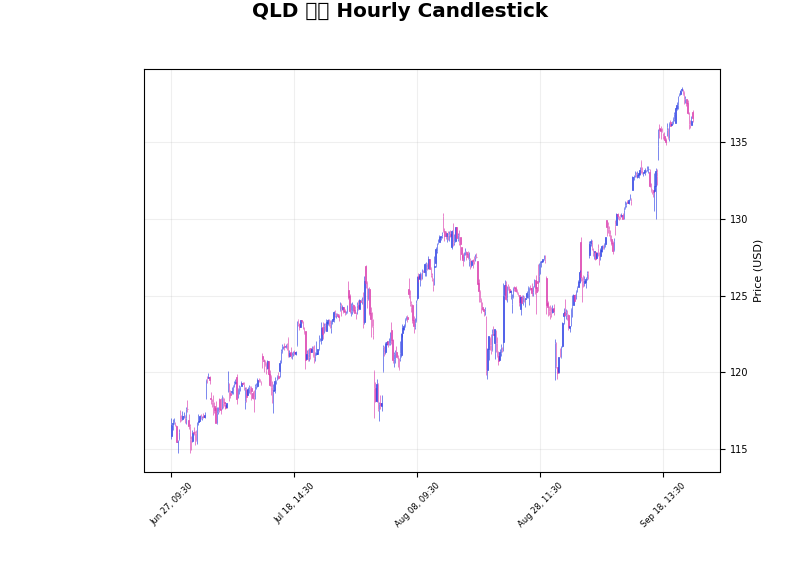 QLD Hourly Candlestick
135
130
125
120
115
Price (USD)
Jun 27, 09:30
Jul 18, 14:30
Aug 08, 09:30
Aug 28, 11:30
Sep 18, 13:30